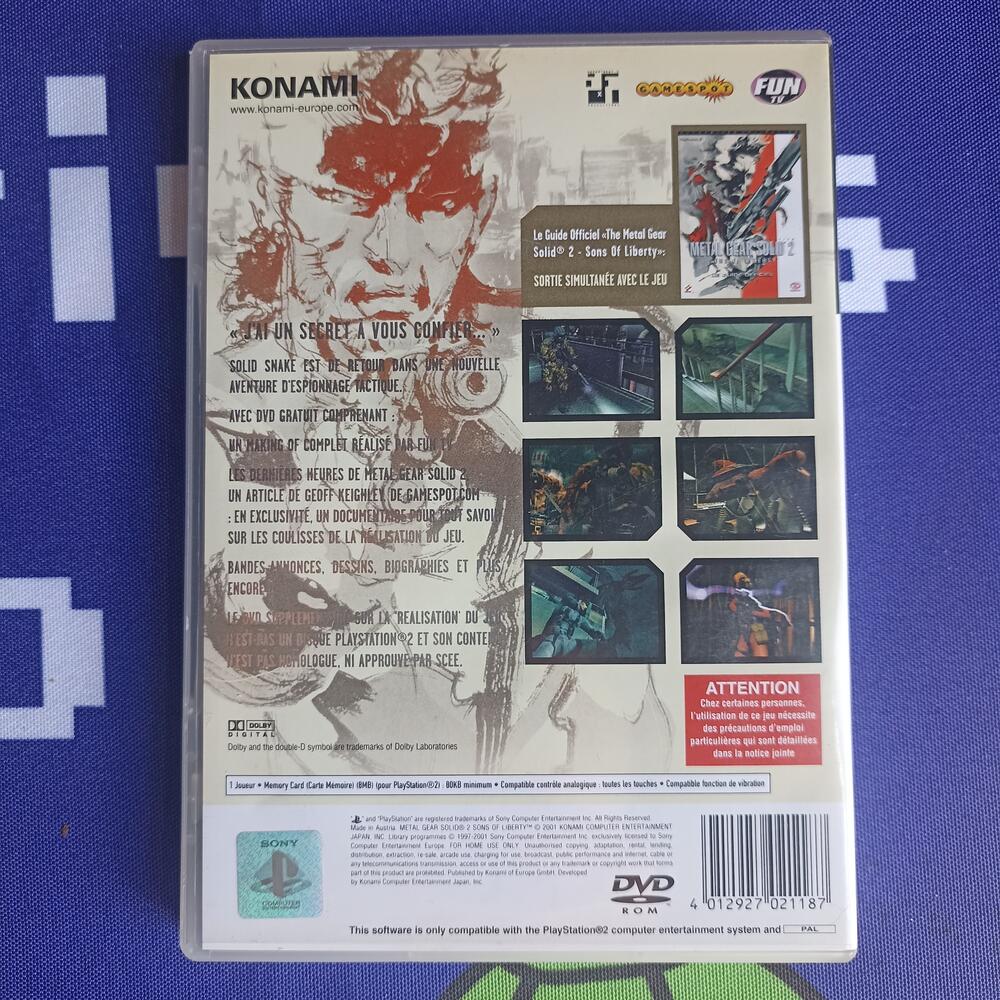 KONAMI
www.konami-europe.com
GAMESPOT
FUN
TV
Le Guide Officiel «The Metal Gear
Solid® 2 - Sons Of Liberty»:
SORTIE SIMULTANÉE AVEC LE JEU
METAL GEAR SOLID 2
« J'AI UN SECRET À VOUS CONFIER... »
SOLID SNAKE EST DE RETOUR DANS UNE NOUVELLE
AVENTURE D'ESPIONNAGE TACTIQUE...
AVEC DVD GRATUIT COMPRENANT :
UN MAKING OF COMPLET RÉALISÉ PAR FUN TV
LES DERNIÈRES HEURES DE METAL GEAR SOLID 2
UN ARTICLE DE GEOFF KEIGHLEY DE GAMESPOT.COM
: EN EXCLUSIVITÉ, UN DOCUMENTAIRE POUR TOUT SAVOIR
SUR LES COULISSES DE LA RÉALISATION DU JEU.
BANDES-ANNONCES, DESSINS, BIOGRAPHIES ET PLUS
ENCORE
LE DVD SUR LA 'REALISATION' DU
N'EST PAS UN DISQUE PLAYSTATION®2 ET SON
N'EST PAS HOMOLOGUE, NI APPROUVE PAR SCEE.
ATTENTION
Chez certaines personnes,
l'utilisation de ce jeu nécessite
des précautions d'emploi
particulières qui sont détaillées
dans la notice jointe
DOLBY
DIGITAL
Dolby and the double-D symbol are trademarks of Dolby Laboratories
1 Joueur • Memory Card (Carte Mémoire) (8MB) (pour PlayStation®2) : 80KB minimum • Compatible contrôle analogique : toutes les touches • Compatible fonction de vibration
and "PlayStation" are registered trademarks of Sony Computer Entertainment Inc. All rights reserved.
Made in Austria. METAL GEAR SOLID® 2 SONS OF LIBERTY™ © 2001 KONAMI COMPUTER ENTERTAINMENT
JAPAN, INC. Library programmes © 1997-2001 Sony Computer Entertainment Inc. exclusively licensed to Sony
Computer Entertainment Europe. FOR HOME USE ONLY. Unauthorised copying, adaptation, rental, lending,
distribution, extraction, re-sale, arcade use, charging for use, broadcast, public performance and internet, cable or
any telecommunications transmission, access or use of this product or any trademark or copyright work that forms
part of this product are prohibited. Published by Konami of Europe GmbH. Developed
by Konami Computer Entertainment Japan, Inc.
SONY
COMPUTER
DVD
ROM
4 012927 021187
This software is only compatible with the PlayStation®2 computer entertainment system and PAL